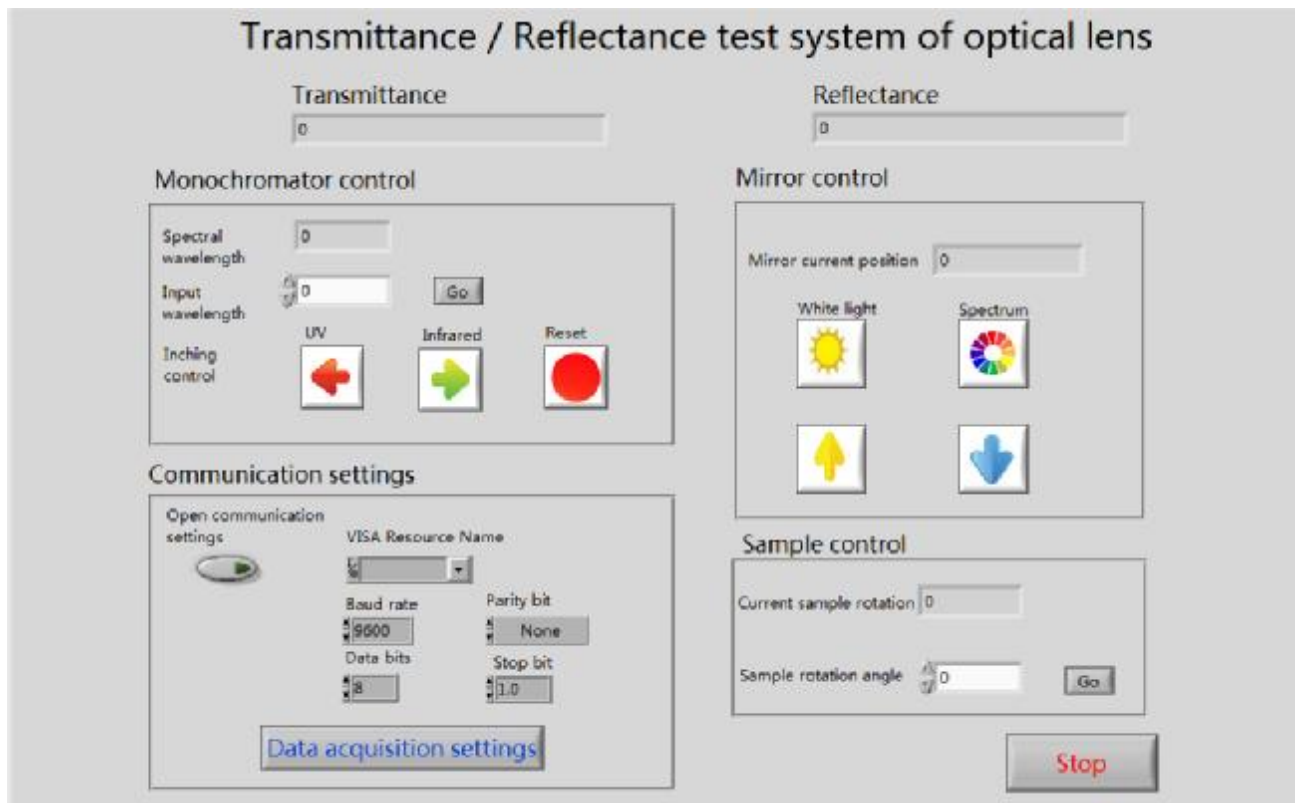 Transmittance / Reflectance test system of optical lens
Transmittance
0
Reflectance
0
Monochromator control
Spectral
wavelength
0
Input
wavelength
0
Go
Inching
control
UV
Infrared
Reset
Mirror control
Mirror current position
0
White light
Spectrum
Communication settings
Open communication
settings
VISA Resource Name
Baud rate
9600
Parity bit
None
Data bits
8
Stop bit
1.0
Data acquisition settings
Sample control
Current sample rotation
0
Sample rotation angle
0
Go
Stop